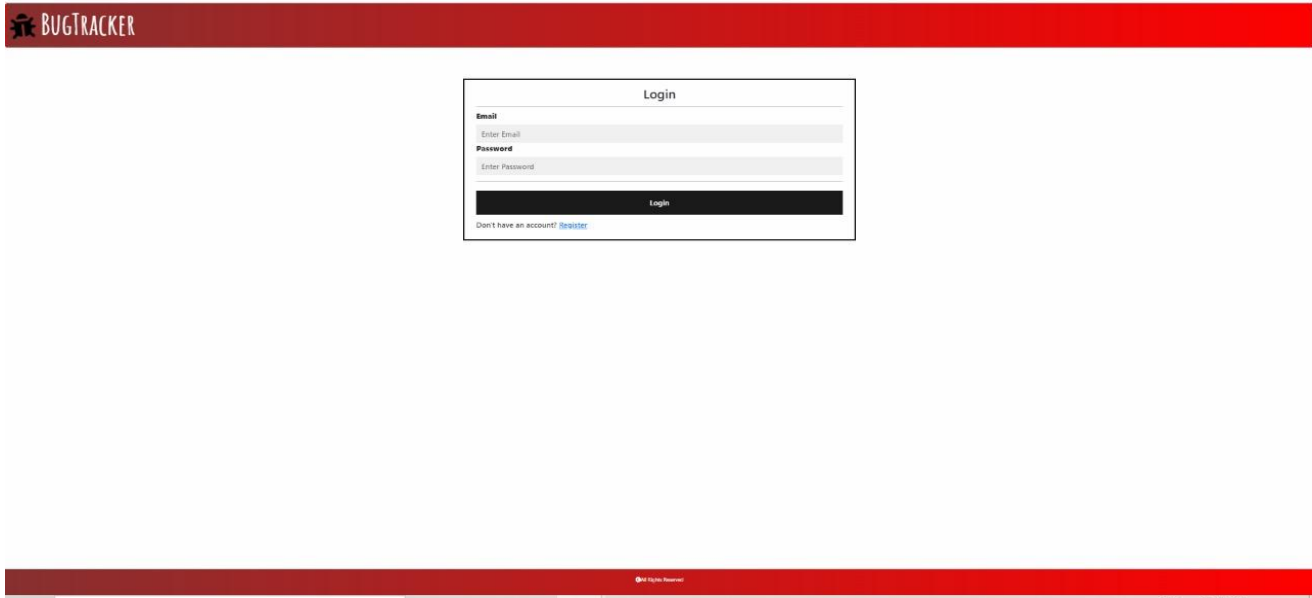 BugTracker
Login
Email
Enter Email
Password
Enter Password
Login
Don't have an account? Register
All Rights Reserved